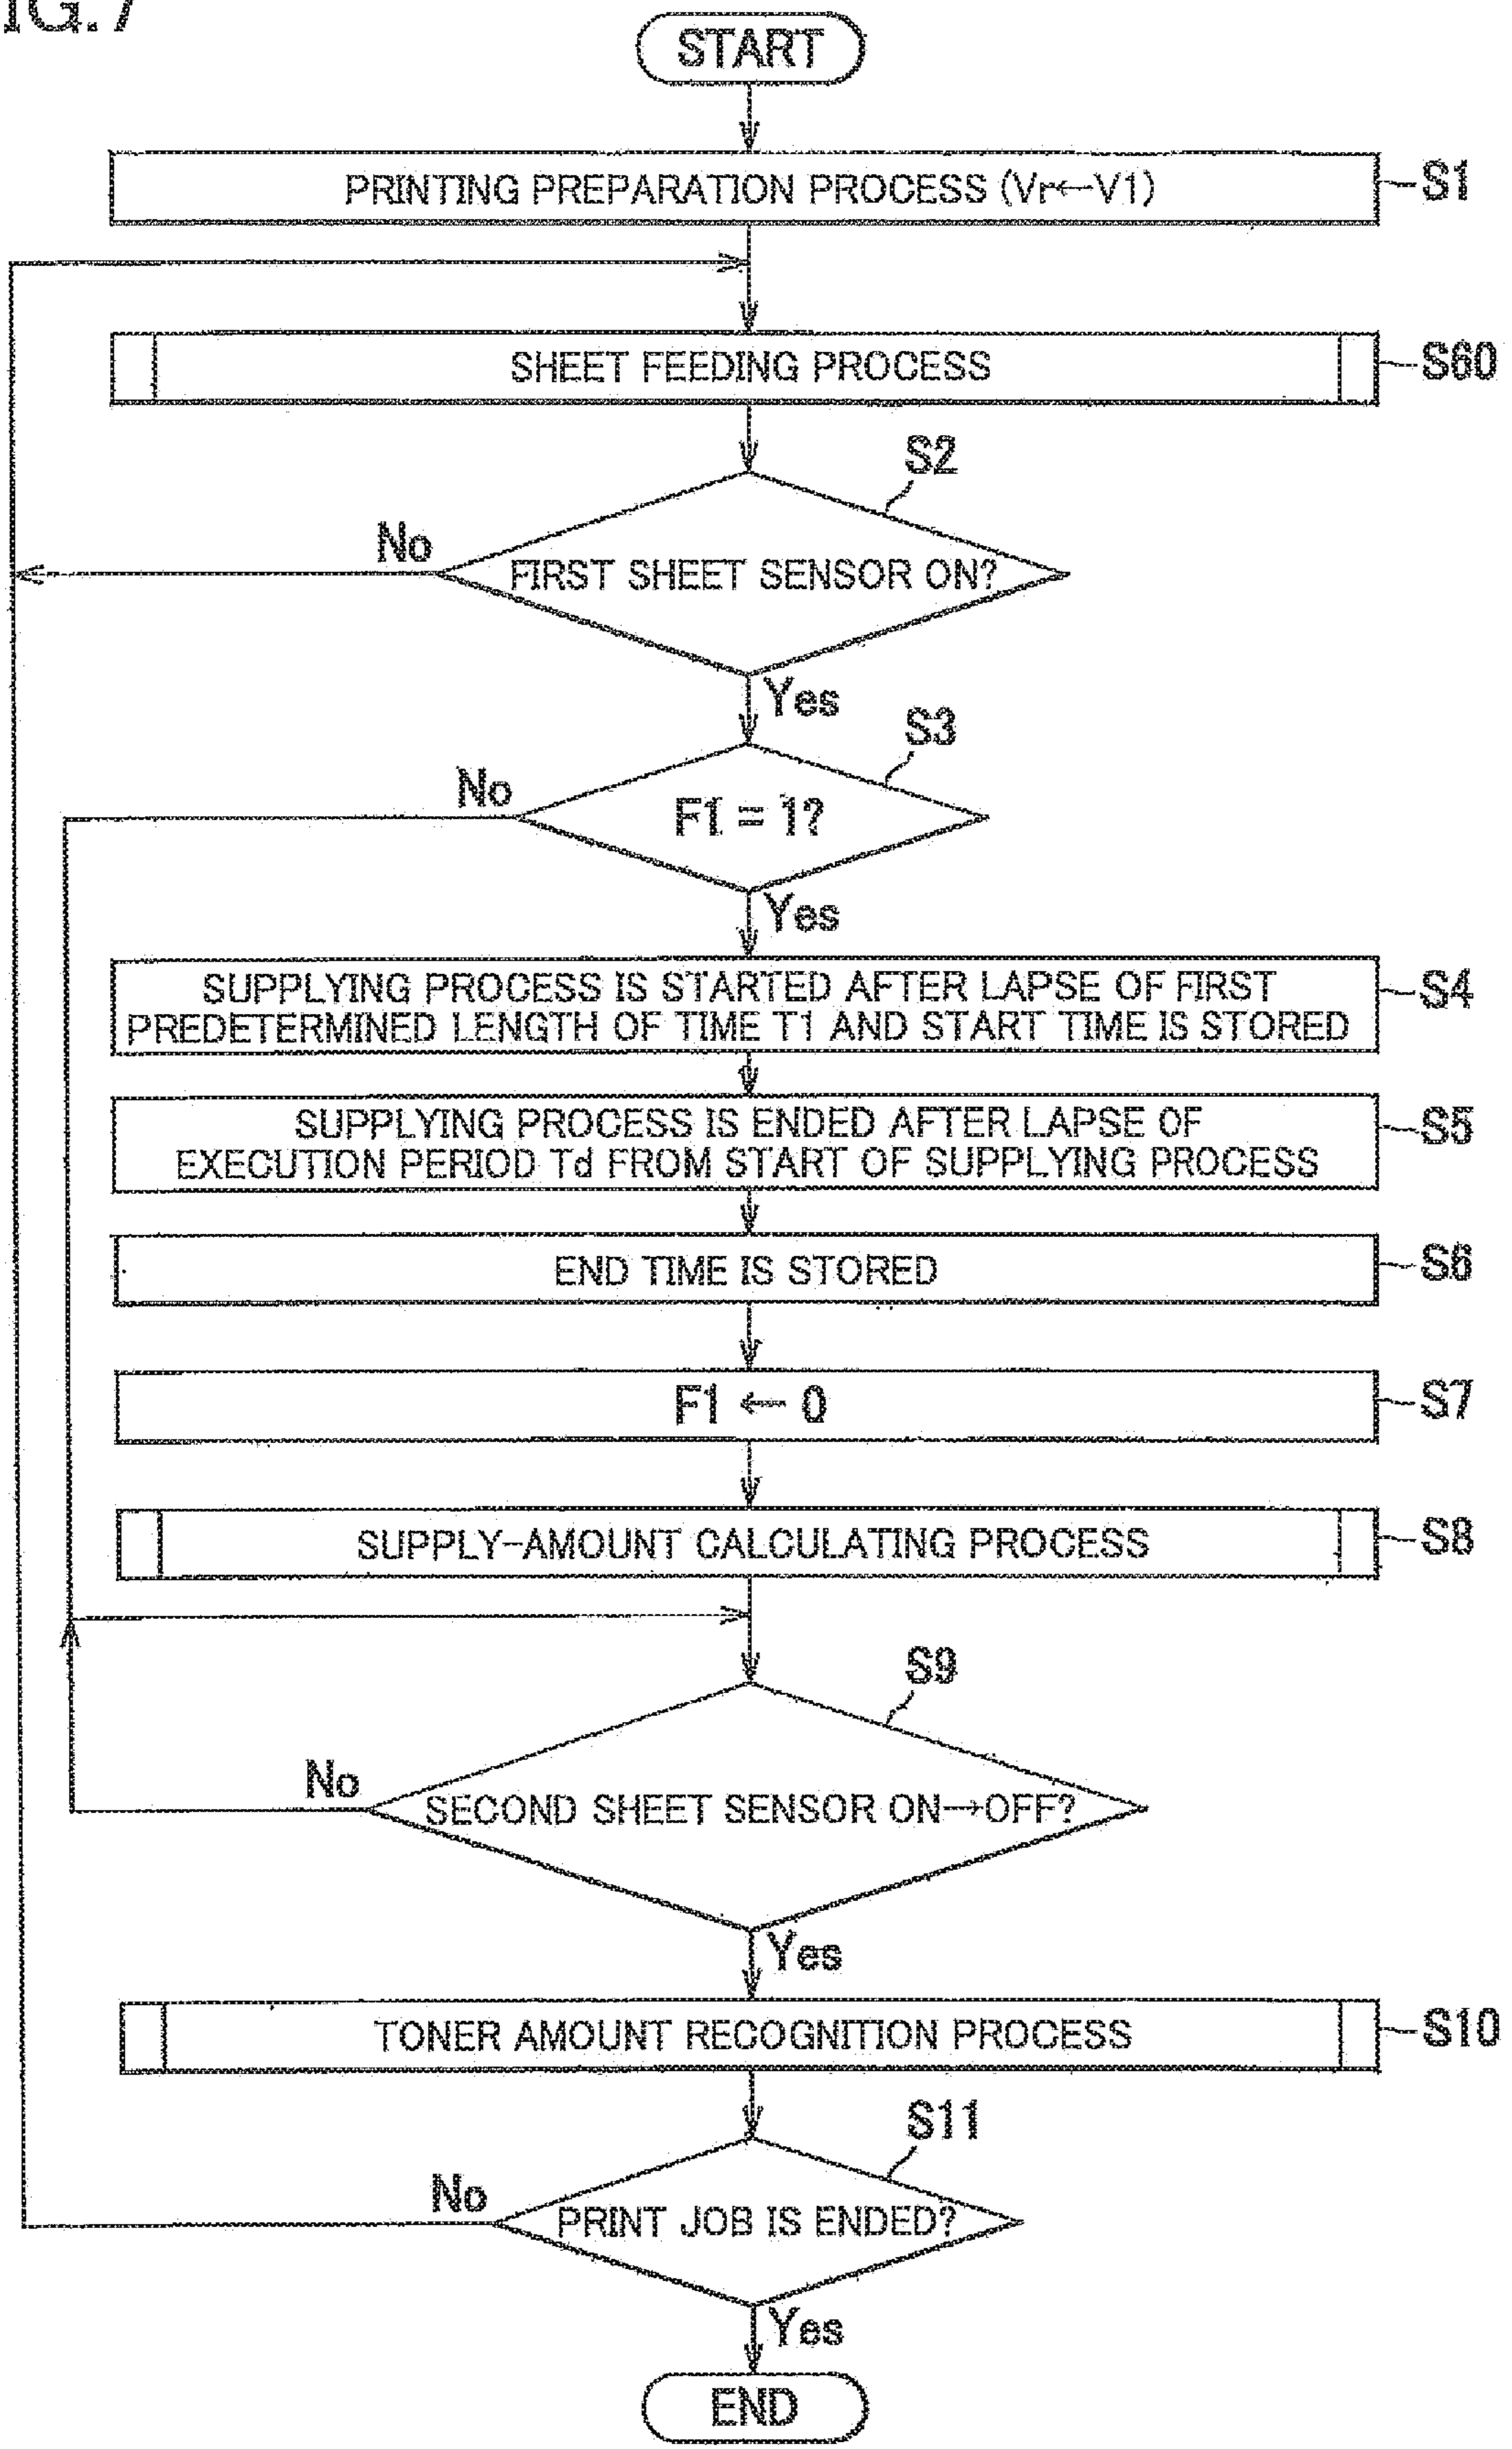 FIG. 7
START
PRINTING PREPARATION PROCESS (Vr←V1)
S1
SHEET FEEDING PROCESS
S60
S2
No
FIRST SHEET SENSOR ON?
Yes
S3
No
F1 = 1?
Yes
SUPPLYING PROCESS IS STARTED AFTER LAPSE OF FIRST
PREDETERMINED LENGTH OF TIME T1 AND START TIME IS STORED
S4
SUPPLYING PROCESS IS ENDED AFTER LAPSE OF
EXECUTION PERIOD Td FROM START OF SUPPLYING PROCESS
S5
END TIME IS STORED
S6
F1 ← 0
S7
SUPPLY-AMOUNT CALCULATING PROCESS
S8
S9
No
SECOND SHEET SENSOR ON→OFF?
Yes
TONER AMOUNT RECOGNITION PROCESS
S10
S11
No
PRINT JOB IS ENDED?
Yes
END